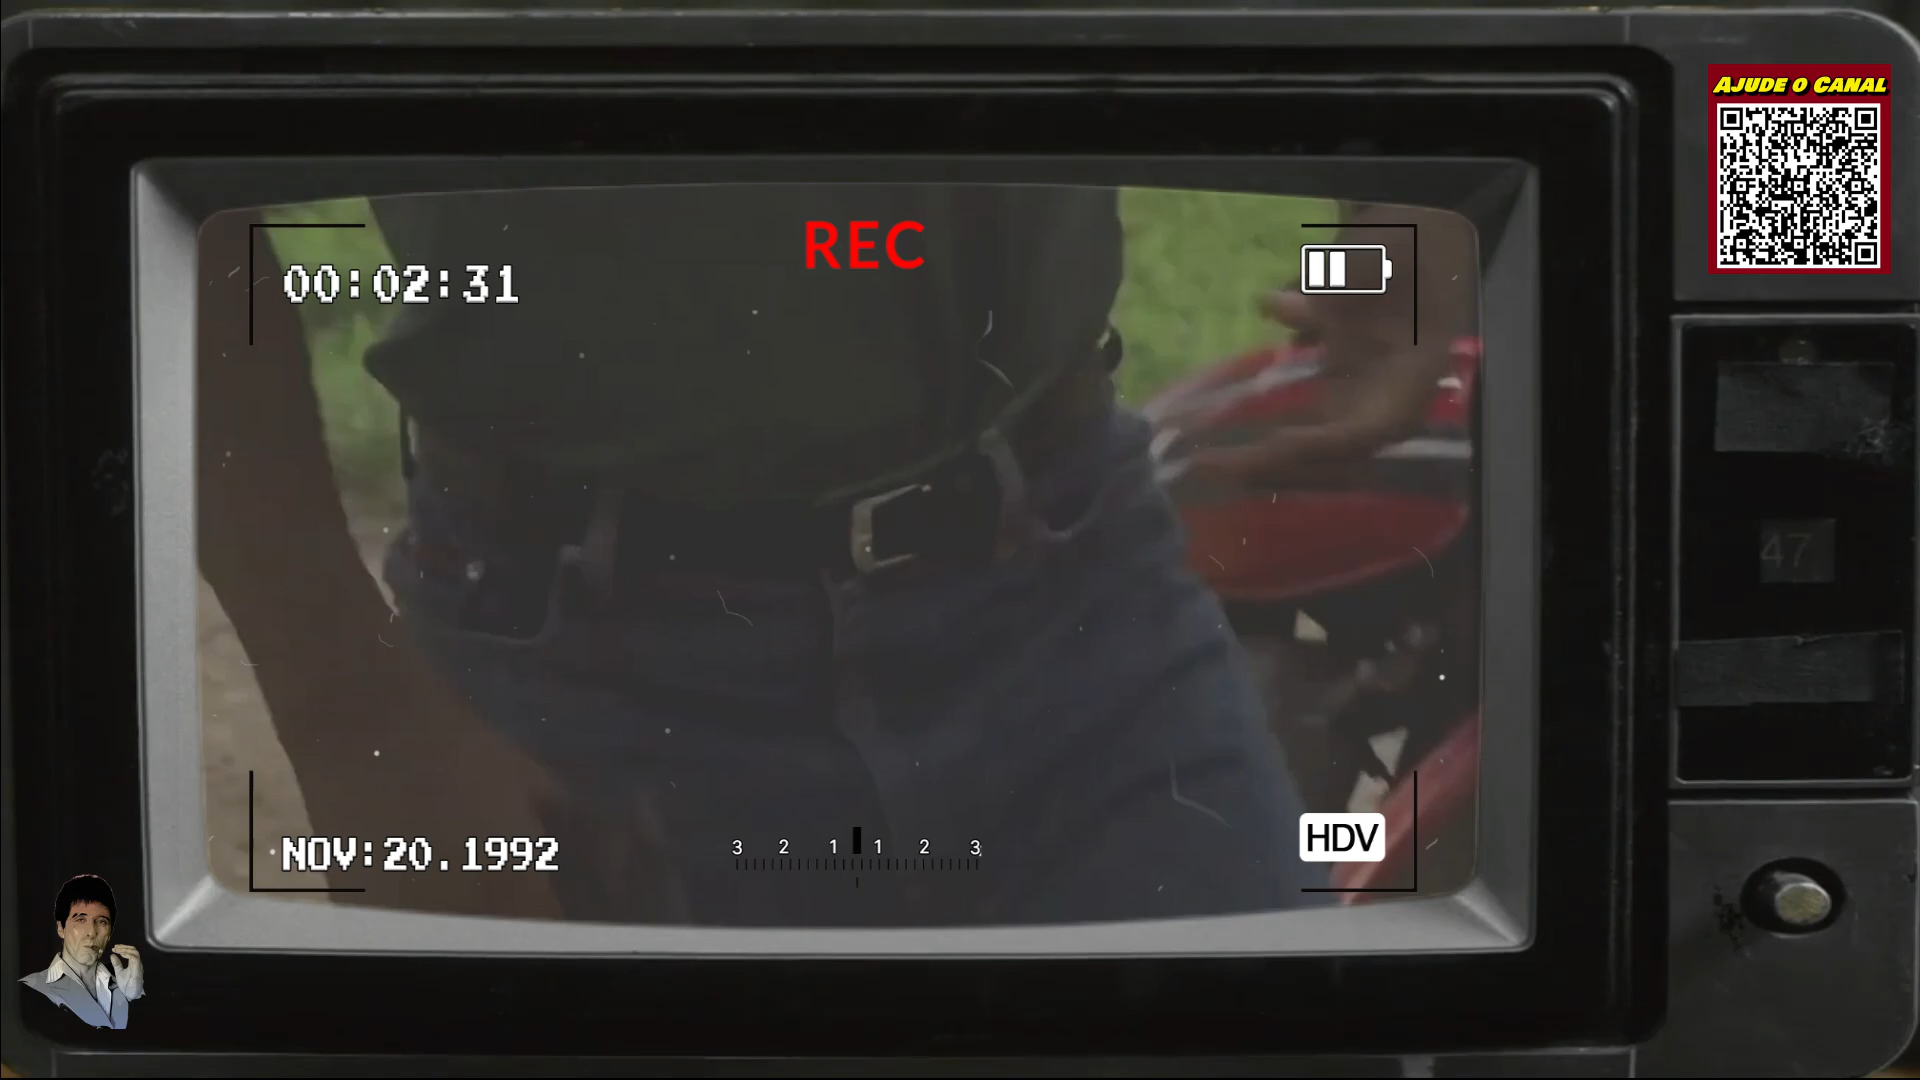 AJUDE O CANAL
REC
00:02:31
47
NOV:20.1992
3 2 1 1 2 3
HDV